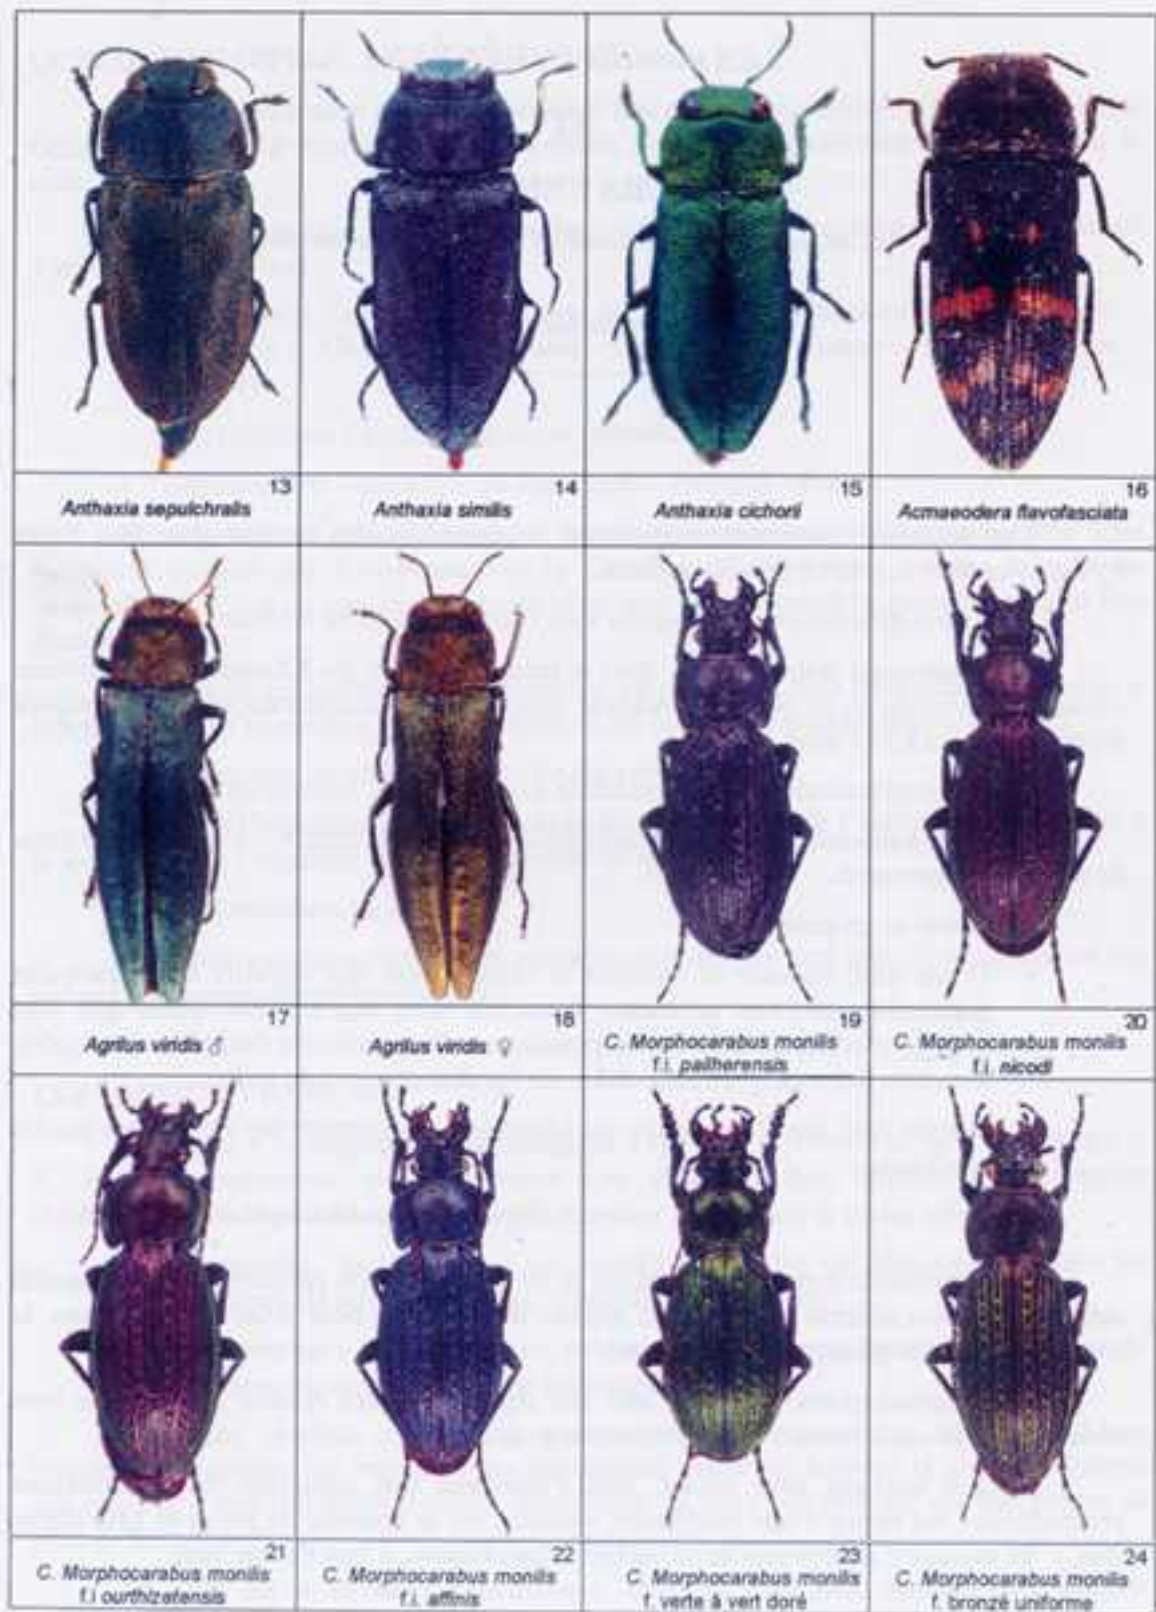 13
Anthaxia sepulchralis
14
Anthaxia similis
15
Anthaxia cichorii
16
Acmaeodera flavofasciata
17
Agrilus viridis ♂
18
Agrilus viridis ♀
19
C. Morphocarabus monilis
f.i. pailherensis
20
C. Morphocarabus monilis
f.i. nicodi
21
C. Morphocarabus monilis
f.i ourthizetensis
22
C. Morphocarabus monilis
f.i. affinis
23
C. Morphocarabus monilis
f. verte à vert doré
24
C. Morphocarabus monilis
f. bronzé uniforme